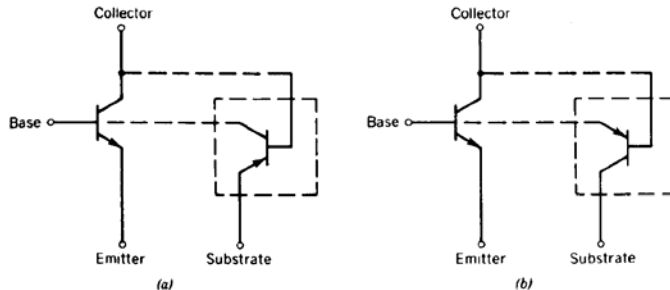 Collector
Base
Emitter
Substrate
(a)
Collector
Base
Emitter
Substrate
(b)